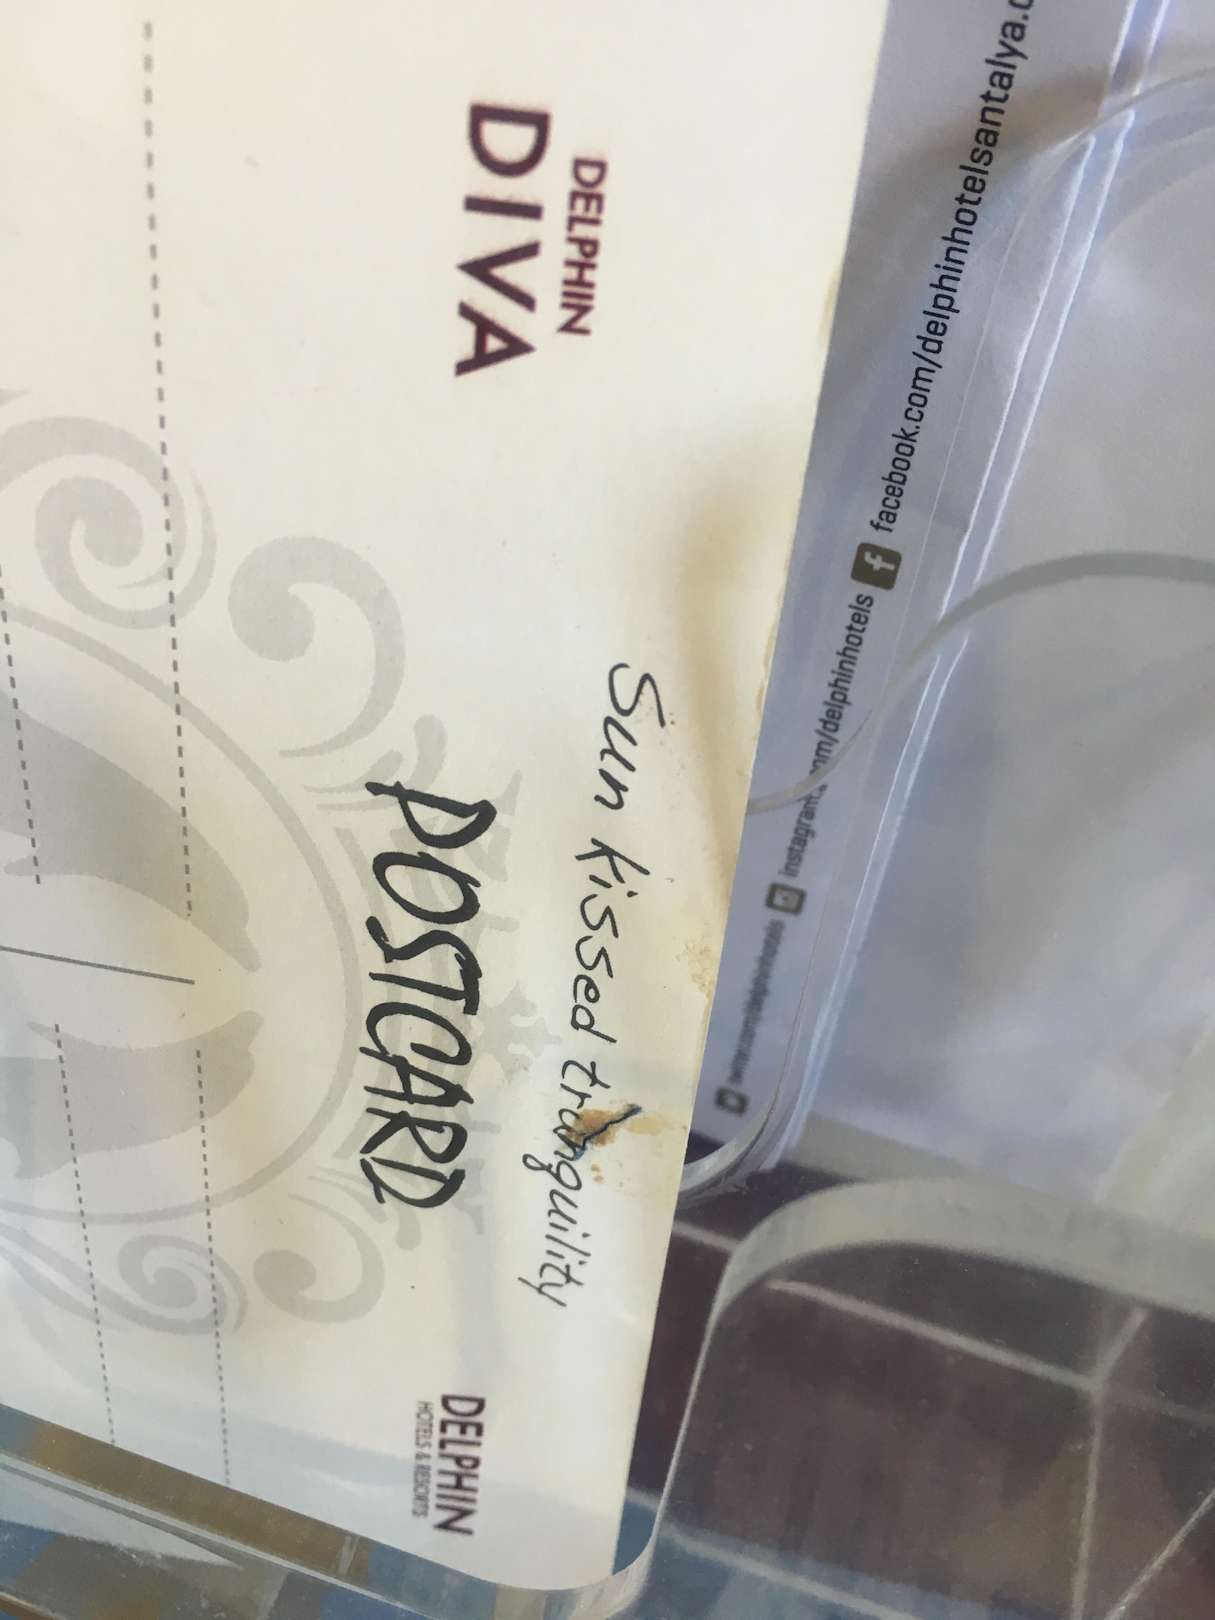 Sun kissed tranquility
DELPHIN
DIVA
POSTCARD
DELPHIN
HOTELS & RESORTS
facebook.com/delphinhotelsantalya.c
/delphinhotels